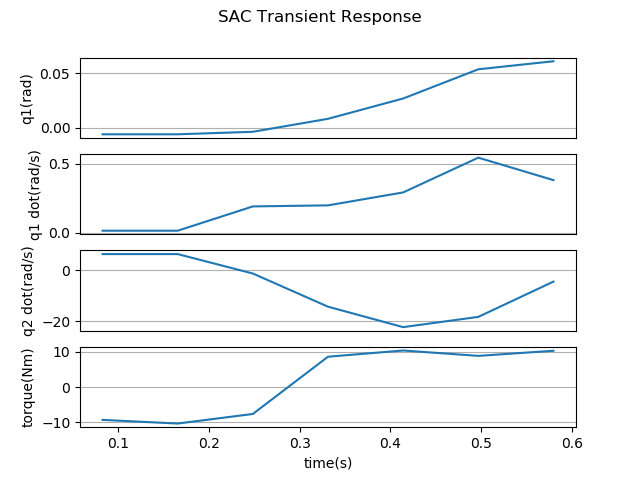 SAC Transient Response
q1(rad)
0.05
0.00
q1 dot(rad/s)
0.5
0.0
q2 dot(rad/s)
0
−20
torque(Nm)
10
0
−10
0.1 0.2 0.3 0.4 0.5 0.6
time(s)